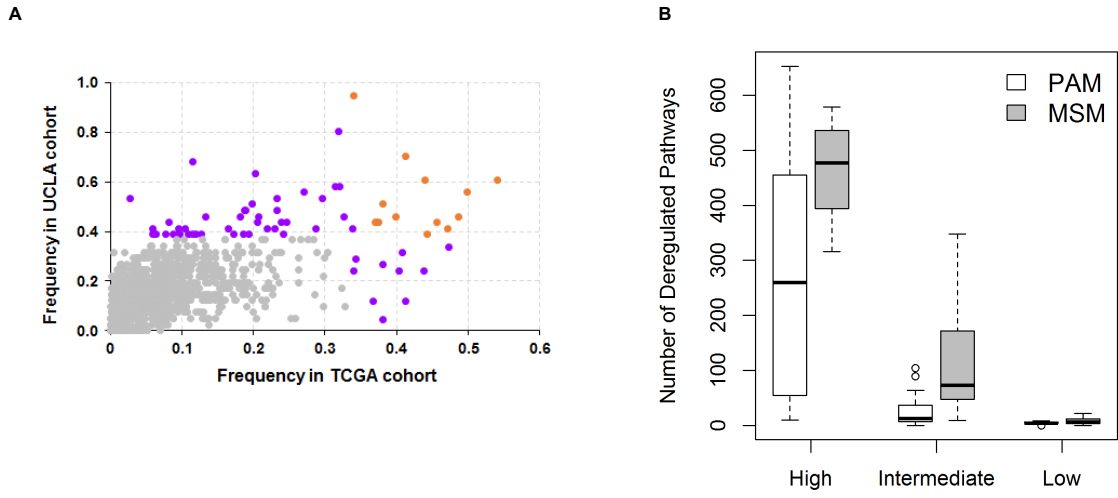 A
Frequency in UCLA cohort
1.0
0.8
0.6
0.4
0.2
0.0
0
0.1
0.2
0.3
0.4
0.5
0.6
Frequency in TCGA cohort
B
Number of Deregulated Pathways
600
500
400
300
200
100
0
PAM
MSM
High
Intermediate
Low